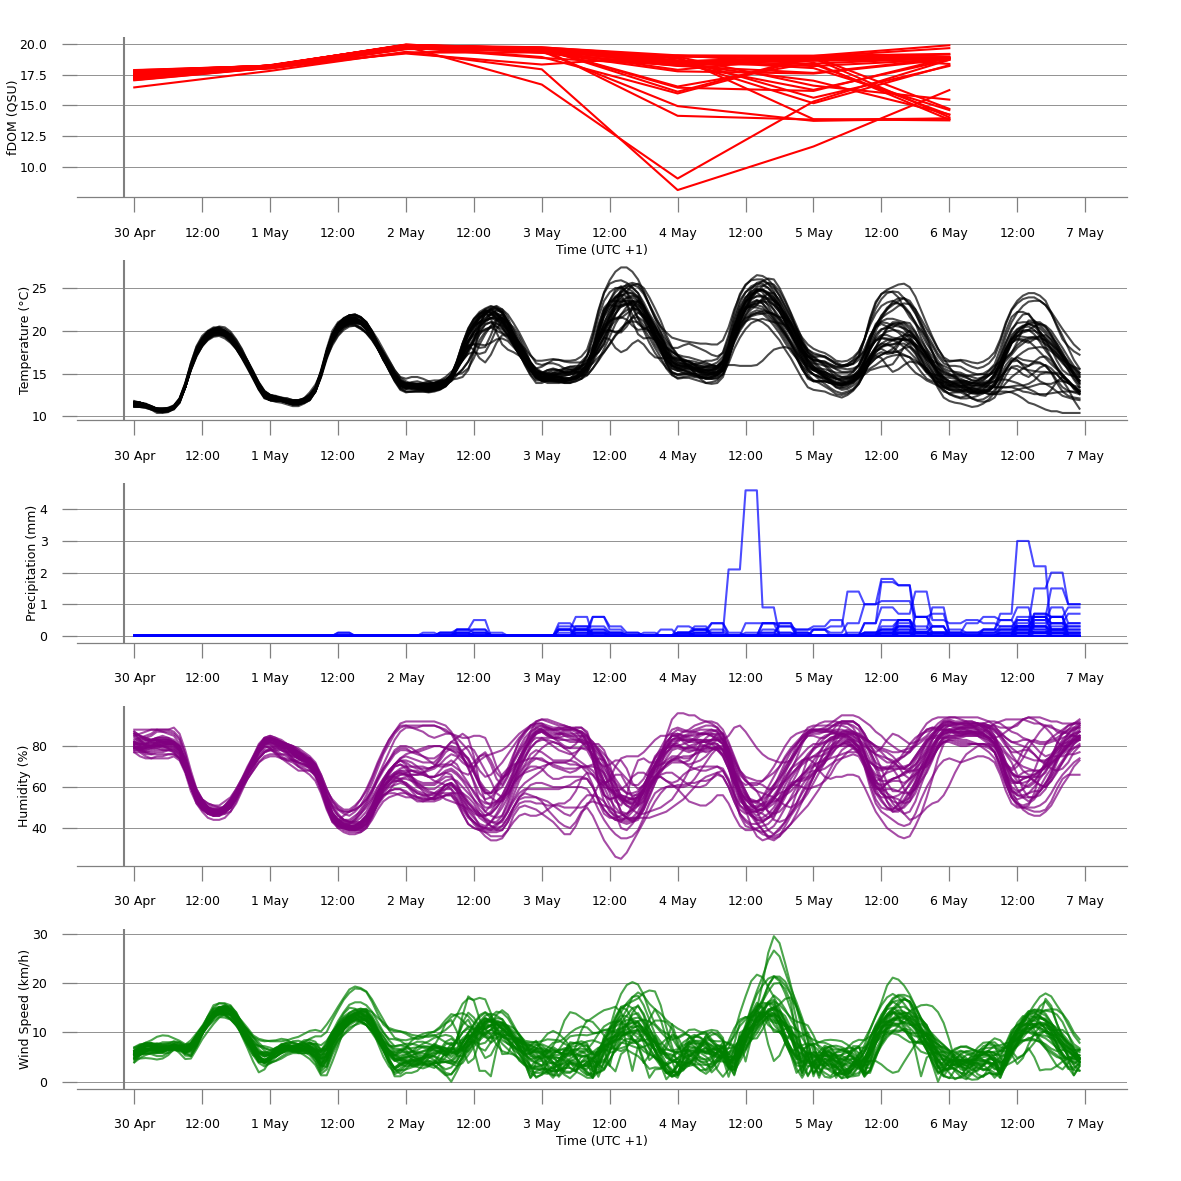 20.0
17.5
15.0
12.5
10.0
fDOM (QSU)
30 Apr 12:00 1 May 12:00 2 May 12:00 3 May 12:00 4 May 12:00 5 May 12:00 6 May 12:00 7 May
Time (UTC +1)
25
20
15
10
Temperature (°C)
30 Apr 12:00 1 May 12:00 2 May 12:00 3 May 12:00 4 May 12:00 5 May 12:00 6 May 12:00 7 May
4
3
2
1
0
Precipitation (mm)
30 Apr 12:00 1 May 12:00 2 May 12:00 3 May 12:00 4 May 12:00 5 May 12:00 6 May 12:00 7 May
80
60
40
Humidity (%)
30 Apr 12:00 1 May 12:00 2 May 12:00 3 May 12:00 4 May 12:00 5 May 12:00 6 May 12:00 7 May
30
20
10
0
Wind Speed (km/h)
30 Apr 12:00 1 May 12:00 2 May 12:00 3 May 12:00 4 May 12:00 5 May 12:00 6 May 12:00 7 May
Time (UTC +1)